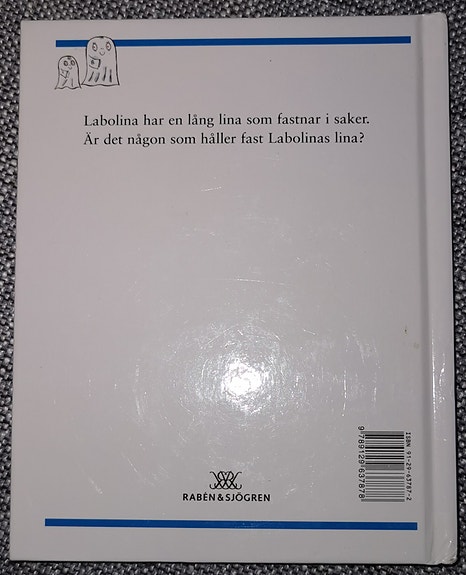 Labolina har en lång lina som fastnar i saker.
Är det någon som håller fast Labolinas lina?
ISBN 91-29-63787-2
9789129637878
RABÉN & SJÖGREN